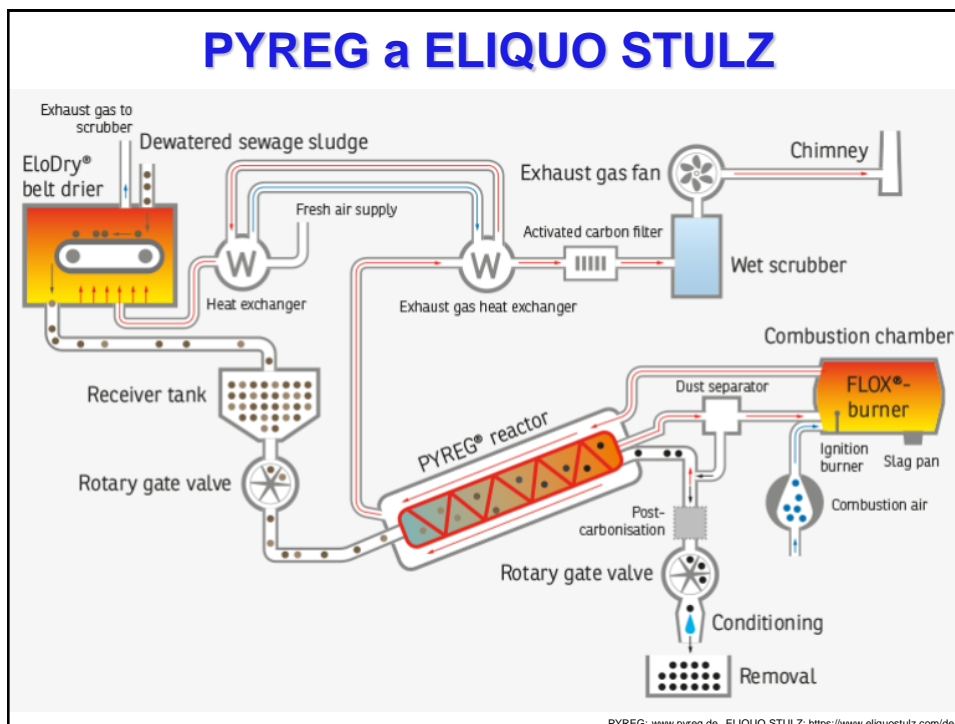 PYREG a ELIQUO STULZ
Exhaust gas to
scrubber
Dewatered sewage sludge
EloDry®
belt drier
Fresh air supply
W
Heat exchanger
W
Exhaust gas heat exchanger
Activated carbon filter
Exhaust gas fan
Chimney
Wet scrubber
Receiver tank
Rotary gate valve
PYREG® reactor
Dust separator
Combustion chamber
FLOX®-
burner
Ignition
burner
Slag pan
Combustion air
Post-
carbonisation
Rotary gate valve
Conditioning
Removal
PYREG: www.pyreg.de, ELIQUO STULZ: https://www.eliquostulz.com/de